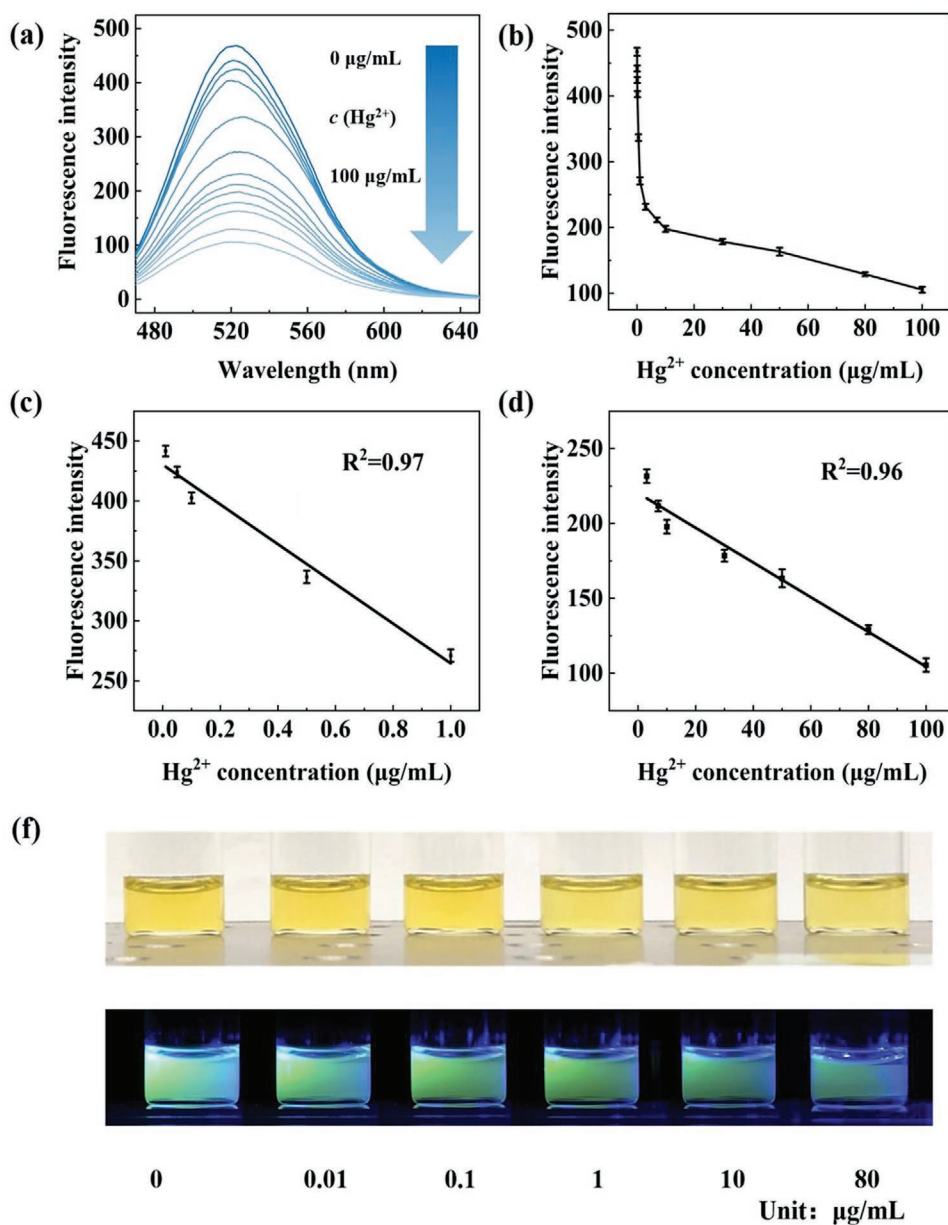 (a)
500
400
300
200
100
0
Fluorescence intensity
480 520 560 600 640
Wavelength (nm)
0 μg/mL
c (Hg2+)
100 μg/mL
(b)
500
400
300
200
100
Fluorescence intensity
0 20 40 60 80 100
Hg2+ concentration (μg/mL)
(c)
450
400
350
300
250
Fluorescence intensity
R2=0.97
0.0 0.2 0.4 0.6 0.8 1.0
Hg2+ concentration (μg/mL)
(d)
250
200
150
100
Fluorescence intensity
R2=0.96
0 20 40 60 80 100
Hg2+ concentration (μg/mL)
(f)
0 0.01 0.1 1 10 80
Unit: μg/mL